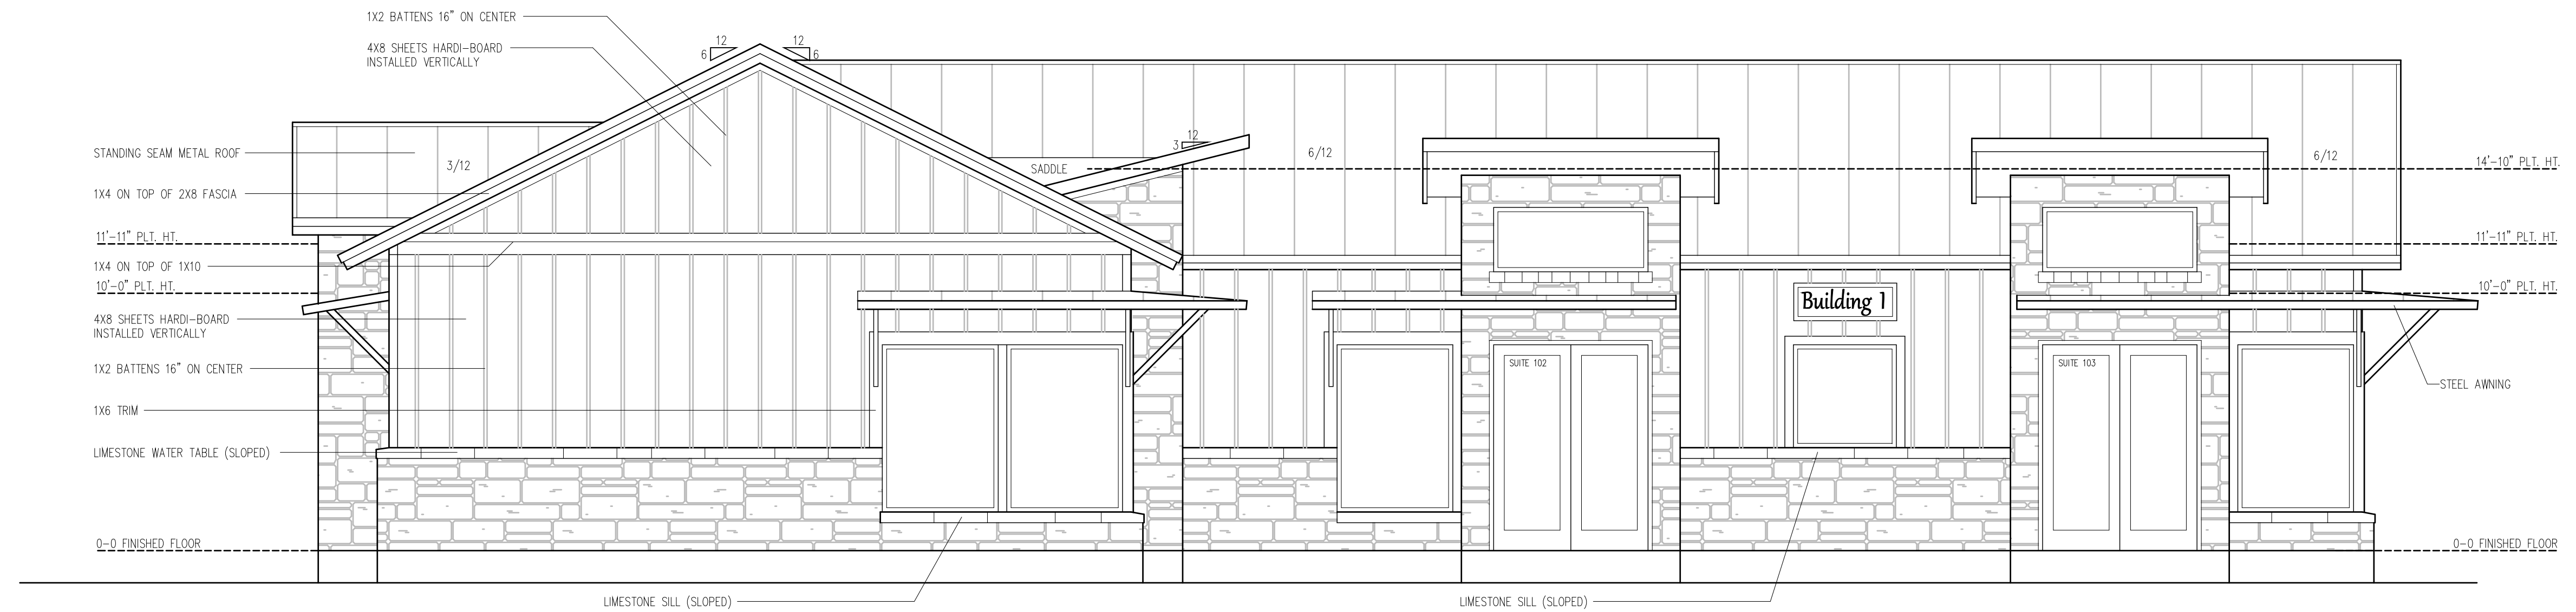 1X2 BATTENS 16" ON CENTER
4X8 SHEETS HARDI-BOARD
INSTALLED VERTICALLY
12
6
12
6
STANDING SEAM METAL ROOF
3/12
12
3
SADDLE
6/12
6/12
14'-10" PLT. HT.
1X4 ON TOP OF 2X8 FASCIA
11'-11" PLT. HT.
11'-11" PLT. HT.
1X4 ON TOP OF 1X10
10'-0" PLT. HT.
10'-0" PLT. HT.
Building 1
4X8 SHEETS HARDI-BOARD
INSTALLED VERTICALLY
1X2 BATTENS 16" ON CENTER
SUITE 102
SUITE 103
STEEL AWNING
1X6 TRIM
LIMESTONE WATER TABLE (SLOPED)
0-0 FINISHED FLOOR
0-0 FINISHED FLOOR
LIMESTONE SILL (SLOPED)
LIMESTONE SILL (SLOPED)